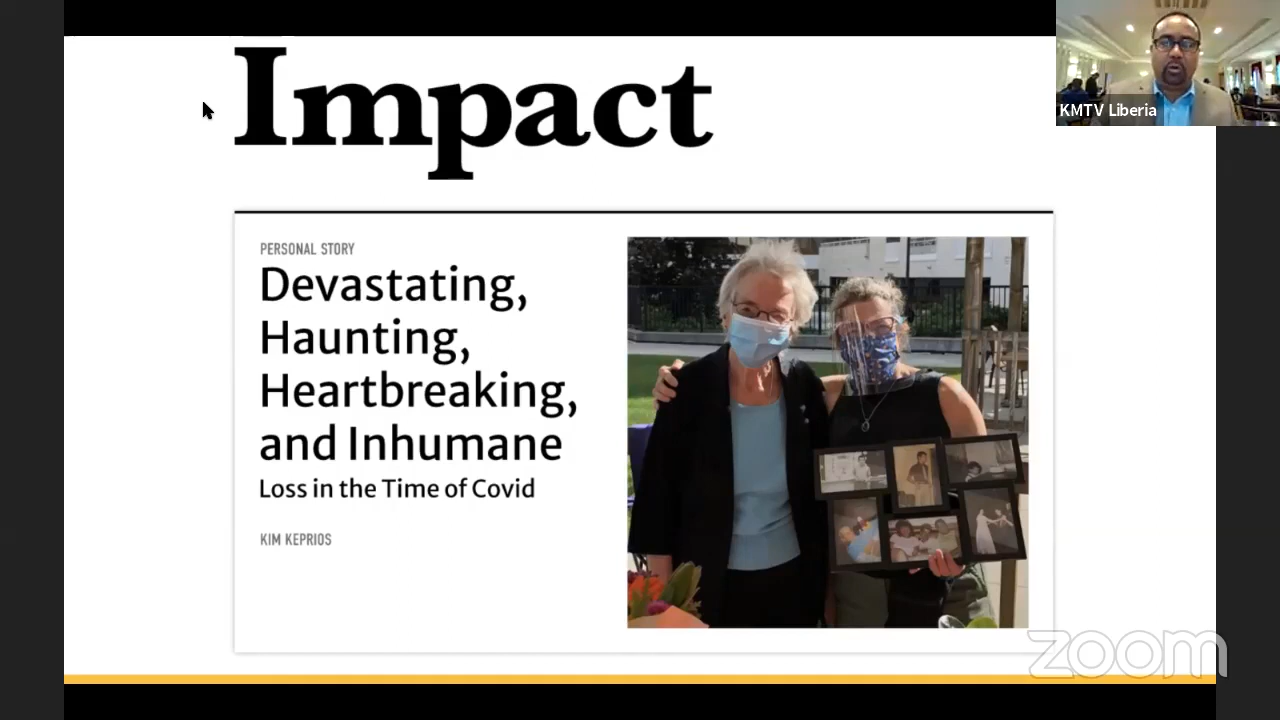 Impact
KMTV Liberia
PERSONAL STORY
Devastating,
Haunting,
Heartbreaking,
and Inhumane
Loss in the Time of Covid
KIM KEPRIOS
zoom